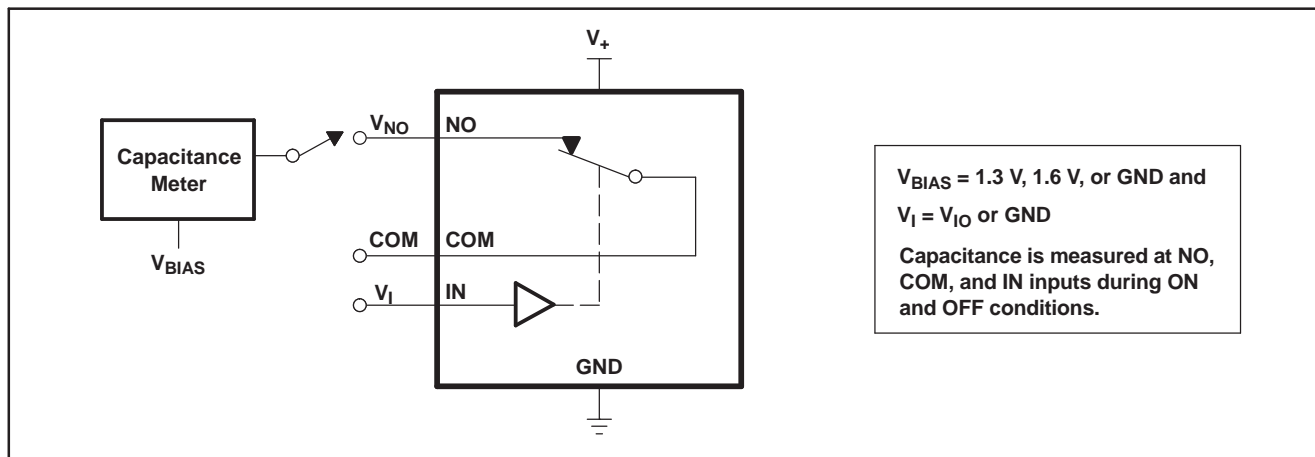 V+
VNO
NO
Capacitance
Meter
VBIAS
COM
COM
VI
IN
GND
VBIAS = 1.3 V, 1.6 V, or GND and
VI = VIO or GND
Capacitance is measured at NO,
COM, and IN inputs during ON
and OFF conditions.